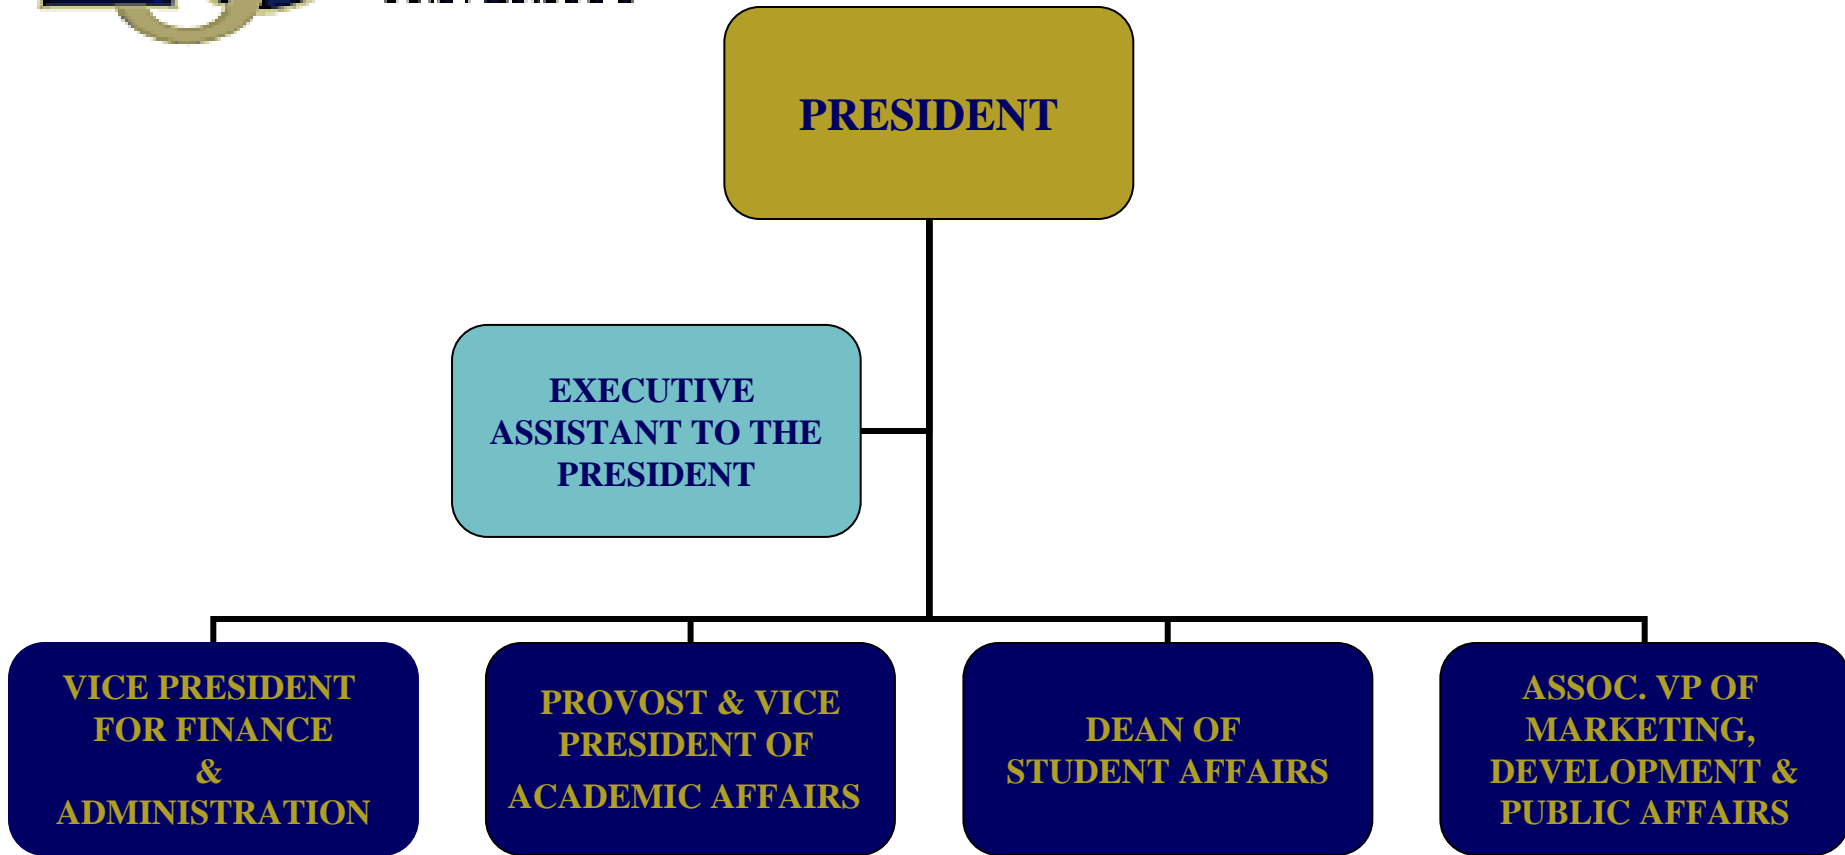 PRESIDENT
EXECUTIVE
ASSISTANT TO THE
PRESIDENT
VICE PRESIDENT
FOR FINANCE
&
ADMINISTRATION
PROVOST & VICE
PRESIDENT OF
ACADEMIC AFFAIRS
DEAN OF
STUDENT AFFAIRS
ASSOC. VP OF
MARKETING,
DEVELOPMENT &
PUBLIC AFFAIRS